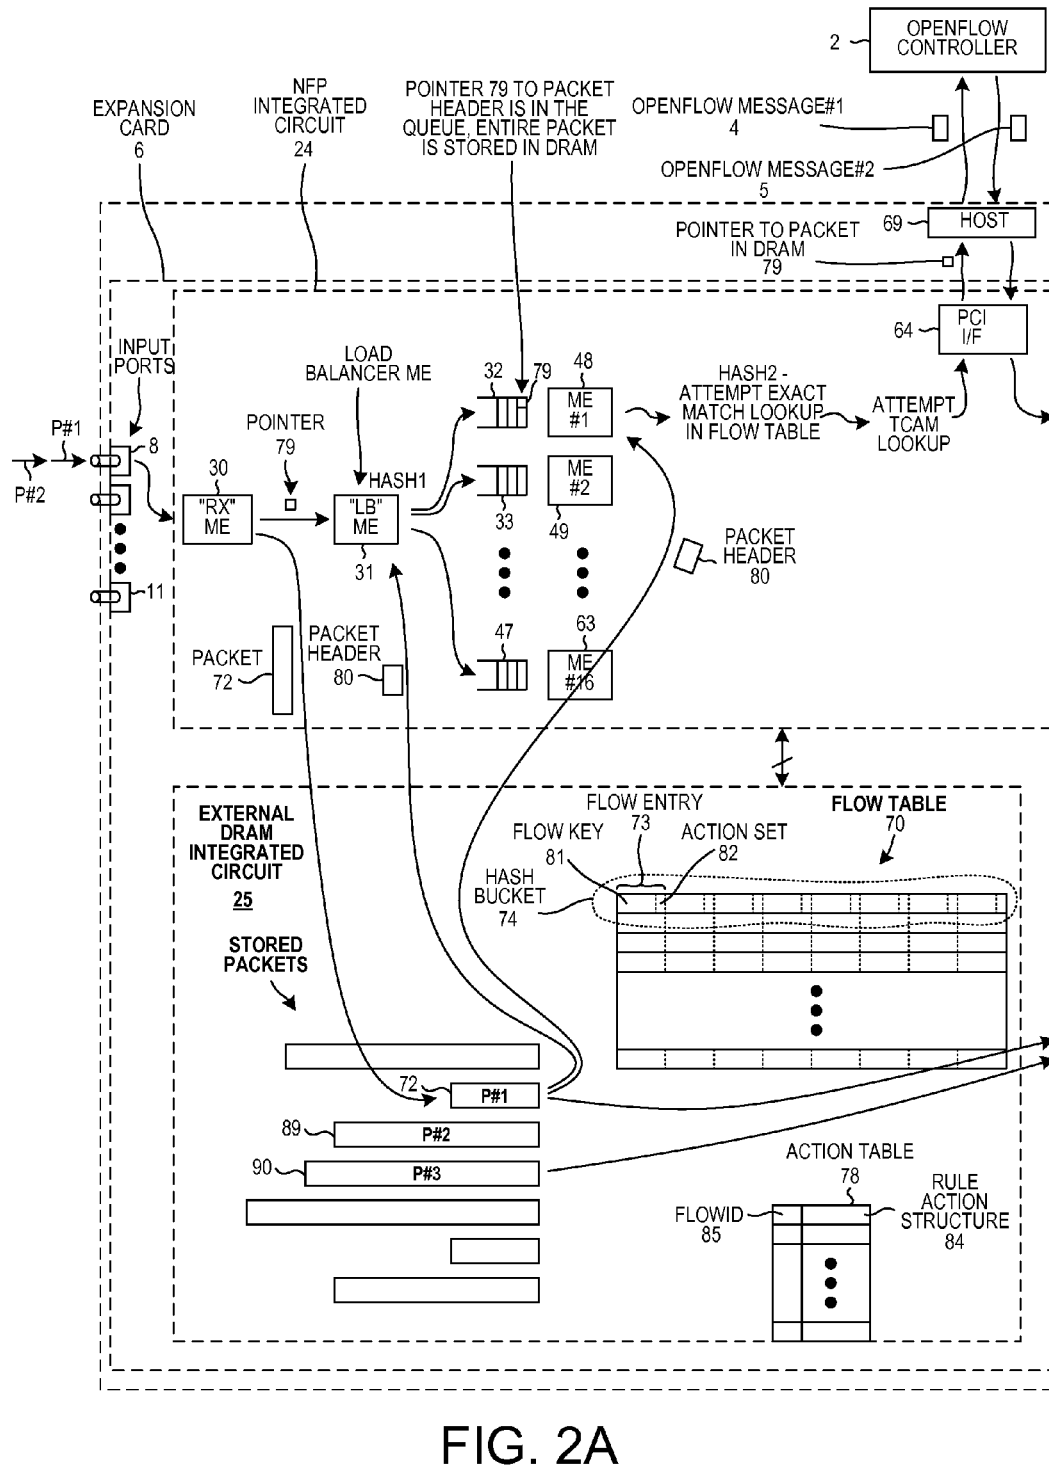 OPENFLOW
CONTROLLER
2
NFP
INTEGRATED
CIRCUIT
24
POINTER 79 TO PACKET
HEADER IS IN THE
QUEUE, ENTIRE PACKET
IS STORED IN DRAM
EXPANSION
CARD
6
OPENFLOW MESSAGE#1
4
OPENFLOW MESSAGE#2
5
69
HOST
POINTER TO PACKET
IN DRAM
79
64
PCI
I/F
INPUT
PORTS
LOAD
BALANCER ME
32
79
48
ME
#1
HASH2 -
ATTEMPT EXACT
MATCH LOOKUP
IN FLOW TABLE
ATTEMPT
TCAM
LOOKUP
P#1
P#2
8
POINTER
79
30
"RX"
ME
HASH1
"LB"
ME
31
33
ME
#2
49
PACKET
HEADER
80
11
PACKET
72
PACKET
HEADER
80
47
63
ME
#16
EXTERNAL
DRAM
INTEGRATED
CIRCUIT
25
FLOW ENTRY
73
FLOW TABLE
70
FLOW KEY
81
ACTION SET
82
HASH
BUCKET
74
STORED
PACKETS
72
P#1
89
P#2
90
P#3
ACTION TABLE
78
FLOWID
85
RULE
ACTION
STRUCTURE
84
FIG. 2A